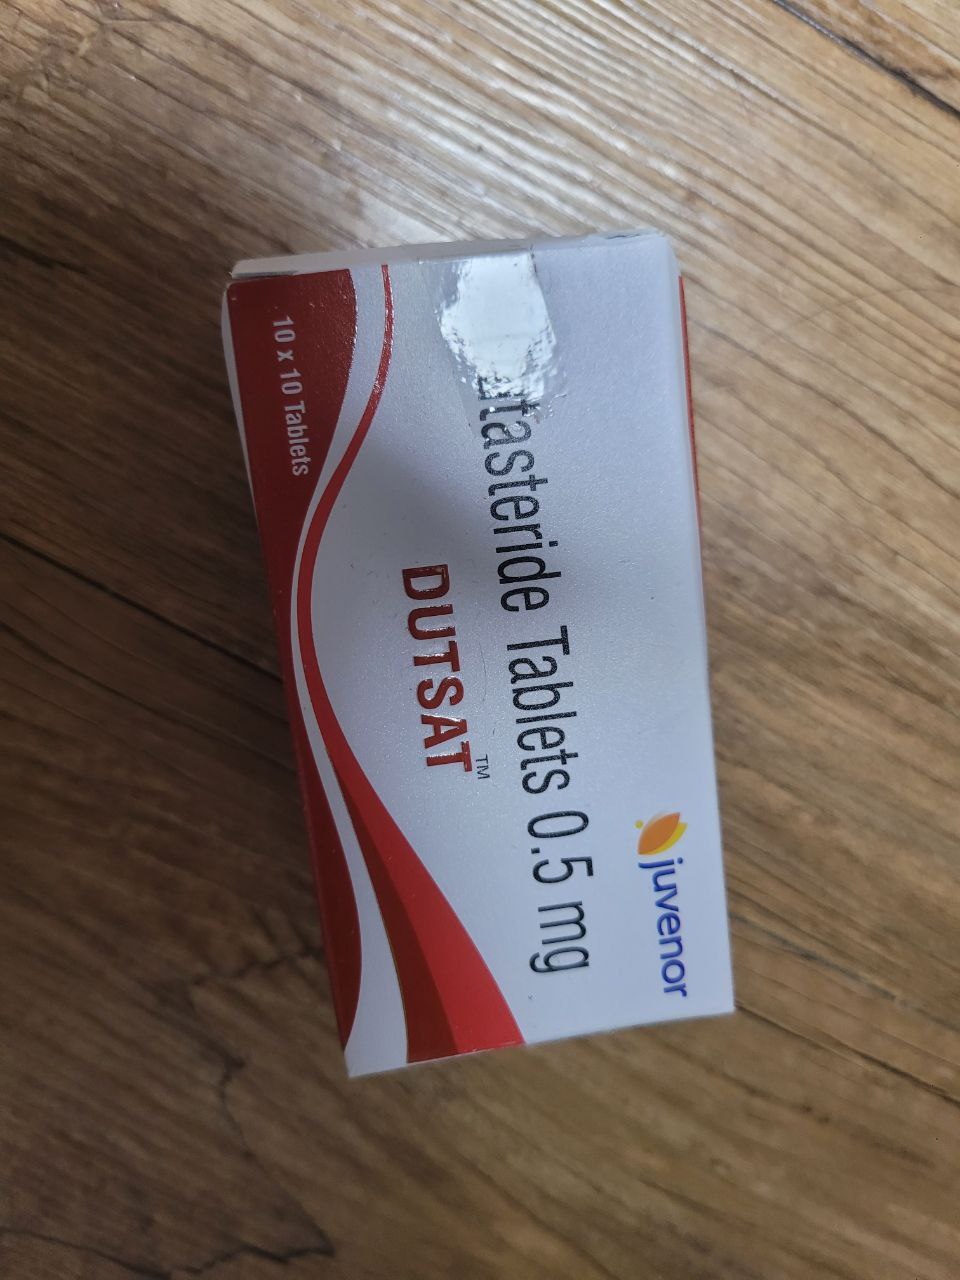 juvenor
Tablets 0.5 mg
DUTSAT™
10 x 10 Tablets